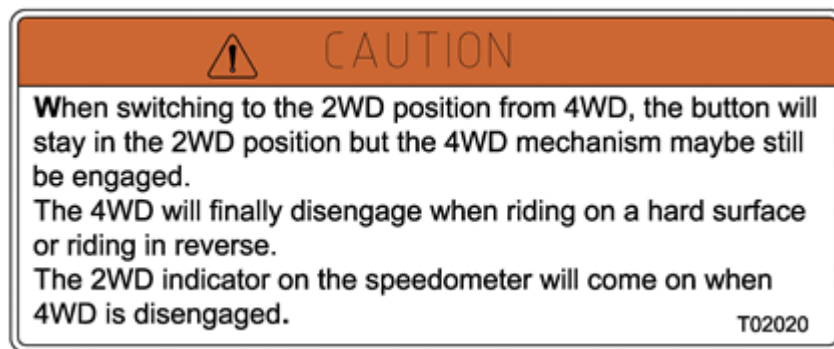 CAUTION
When switching to the 2WD position from 4WD, the button will
stay in the 2WD position but the 4WD mechanism maybe still
be engaged.
The 4WD will finally disengage when riding on a hard surface
or riding in reverse.
The 2WD indicator on the speedometer will come on when
4WD is disengaged.
T02020